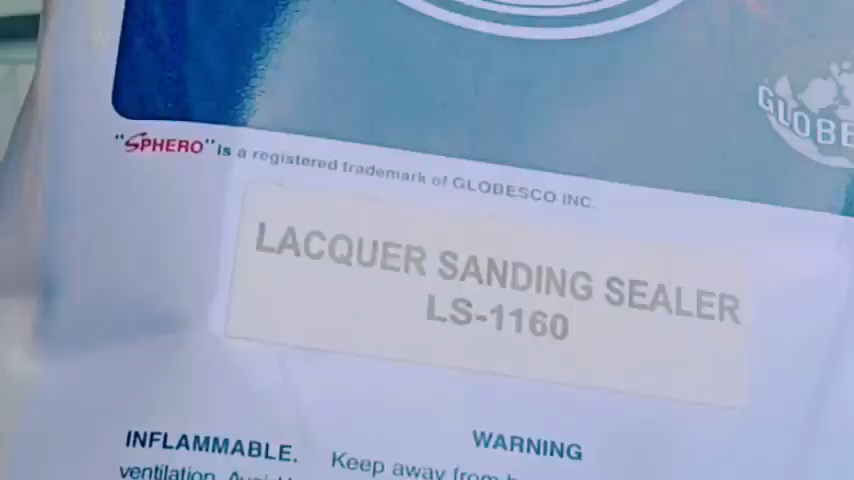 GLOBE
"SPHERO" is a registered trademark of GLOBESCO INC.
LACQUER SANDING SEALER
LS-1160
WARNING
INFLAMMABLE. Keep away from
ventilation.